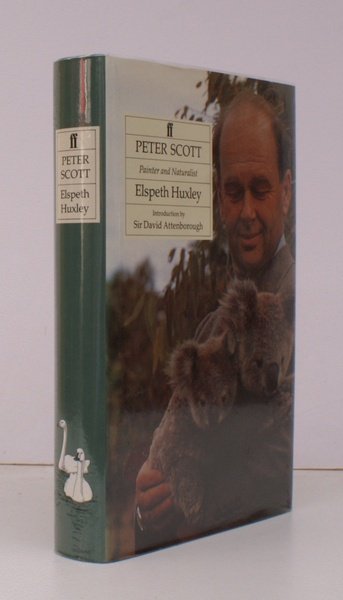 ff
PETER
SCOTT
Elspeth
Huxley
ff
PETER SCOTT
Painter and Naturalist
Elspeth Huxley
Introduction by
Sir David Attenborough